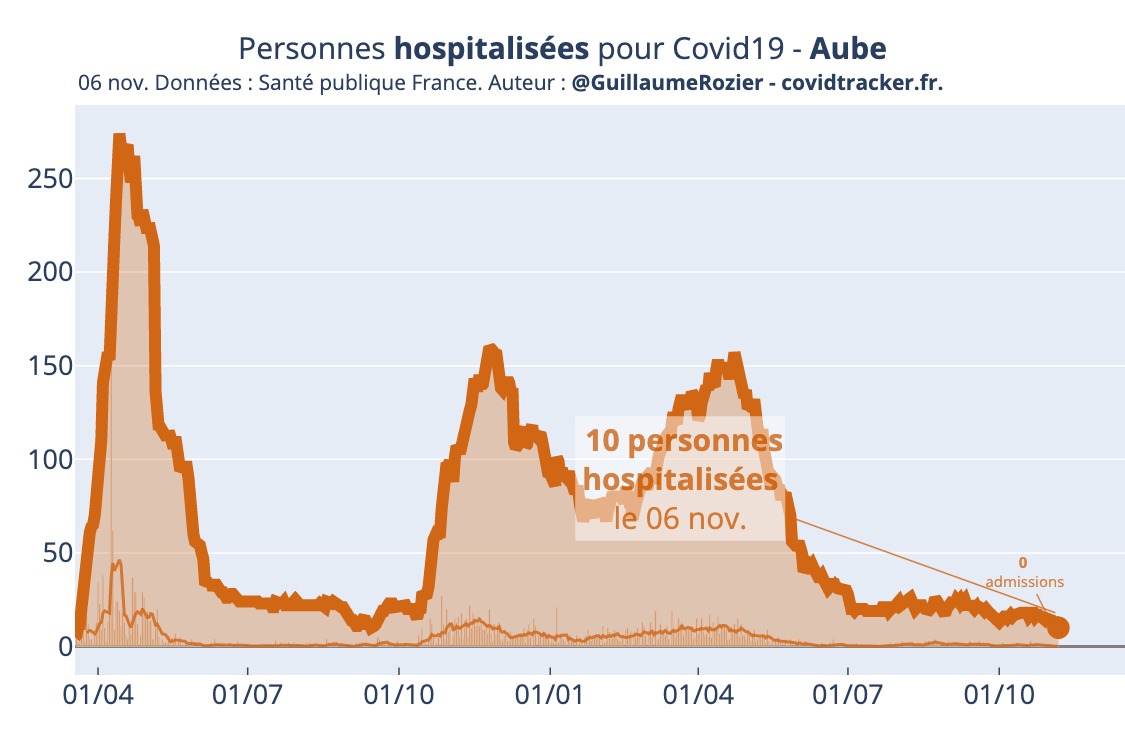 Personnes hospitalisées pour Covid19 - Aube
06 nov. Données : Santé publique France. Auteur : @GuillaumeRozier - covidtracker.fr.
250
200
150
100
50
0
10 personnes
hospitalisées
le 06 nov.
0
admissions
01/04
01/07
01/10
01/01
01/04
01/07
01/10